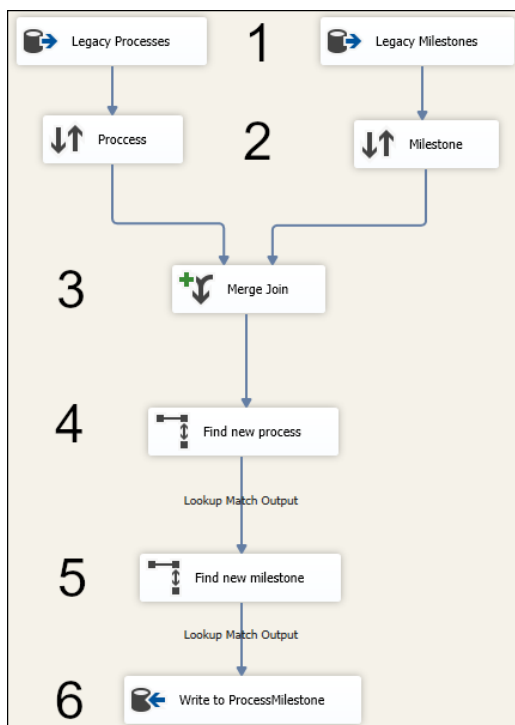 Legacy Processes 1 Legacy Milestones
Proccess 2 Milestone
3 Merge Join
4 Find new process
Lookup Match Output
5 Find new milestone
Lookup Match Output
6 Write to ProcessMilestone